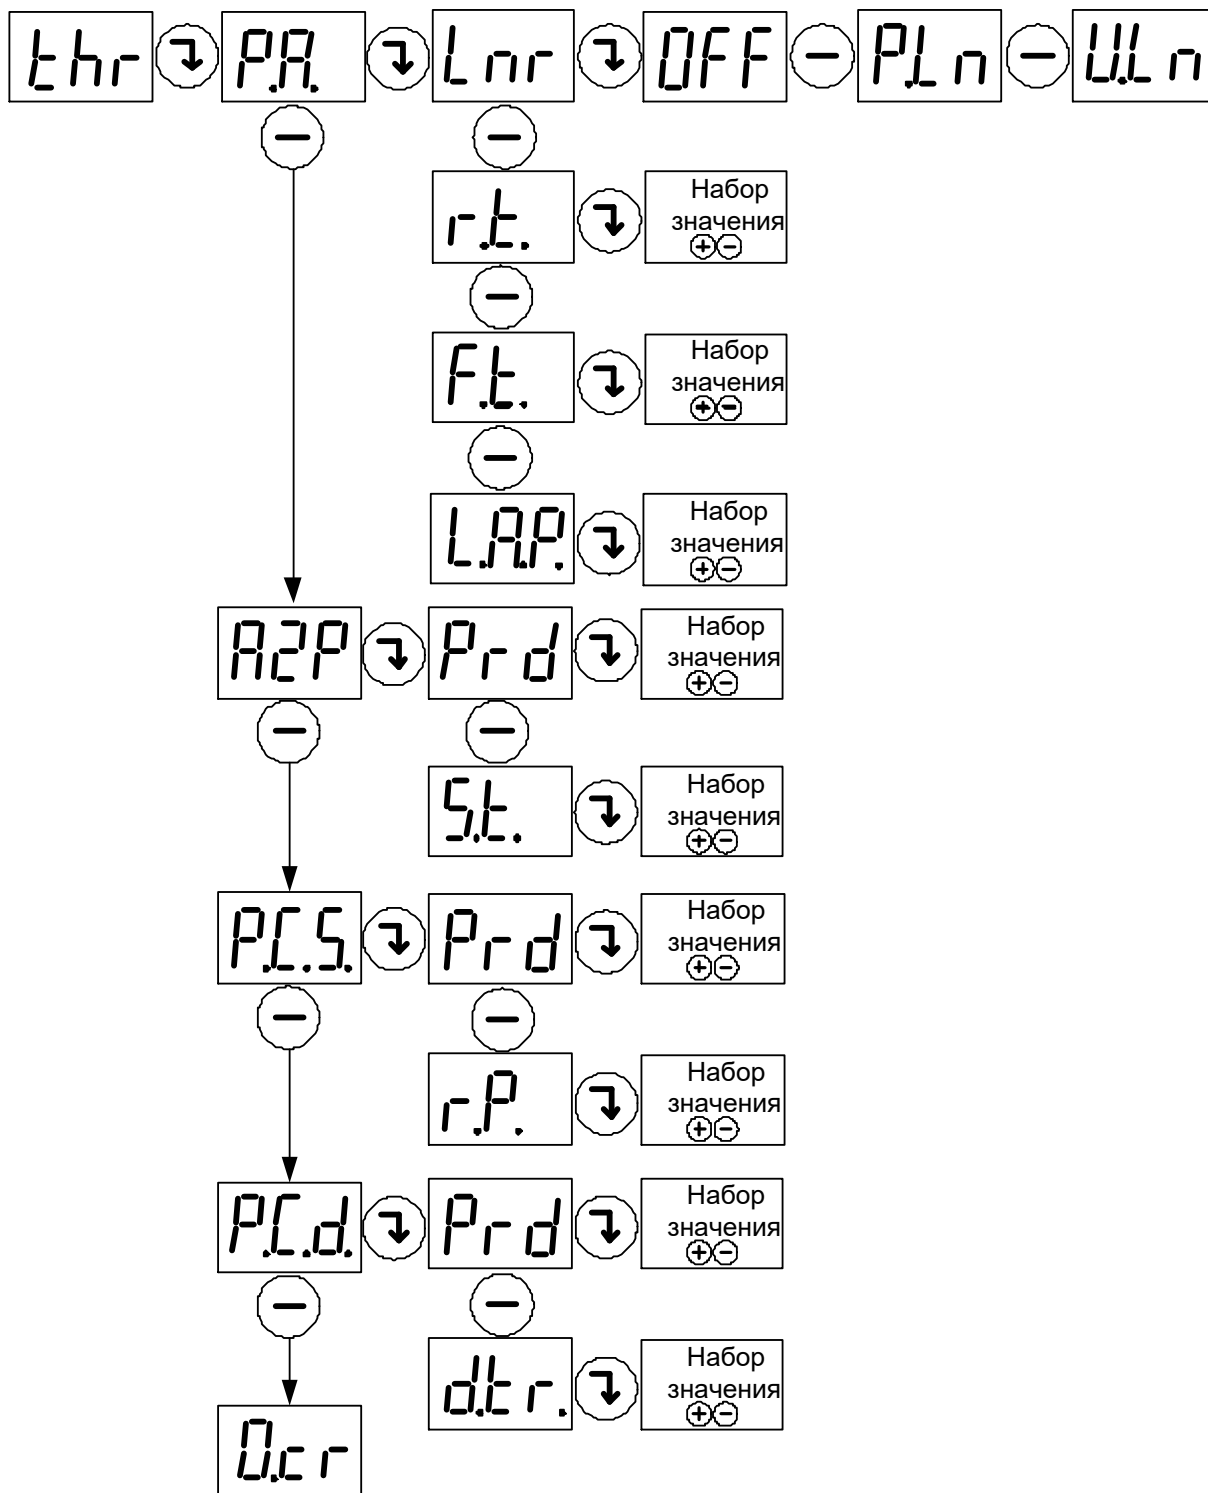 thr P.A. Lnr OFF P.Ln U.Ln
r.t. Набор
значения
F.t. Набор
значения
L.A.P. Набор
значения
A2P Prd Набор
значения
S.t. Набор
значения
P.C.S. Prd Набор
значения
r.P. Набор
значения
P.C.d. Prd Набор
значения
d.t.r. Набор
значения
0.cr